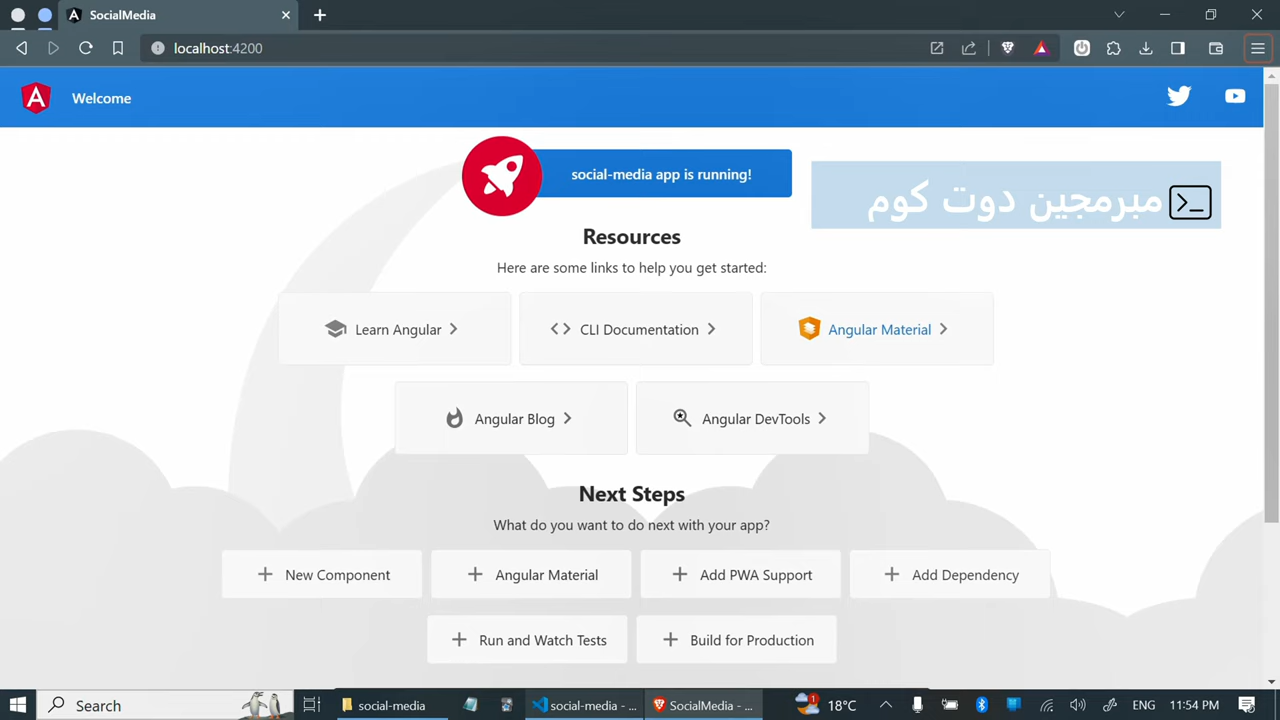 SocialMedia
localhost:4200
Welcome
social-media app is running!
مبرمجين دوت كوم
Resources
Here are some links to help you get started:
Learn Angular
CLI Documentation
Angular Material
Angular Blog
Angular DevTools
Next Steps
What do you want to do next with your app?
New Component
Angular Material
Add PWA Support
Add Dependency
Run and Watch Tests
Build for Production
Search
social-media
social-media - ...
SocialMedia - ...
1
18°C
ENG
11:54 PM